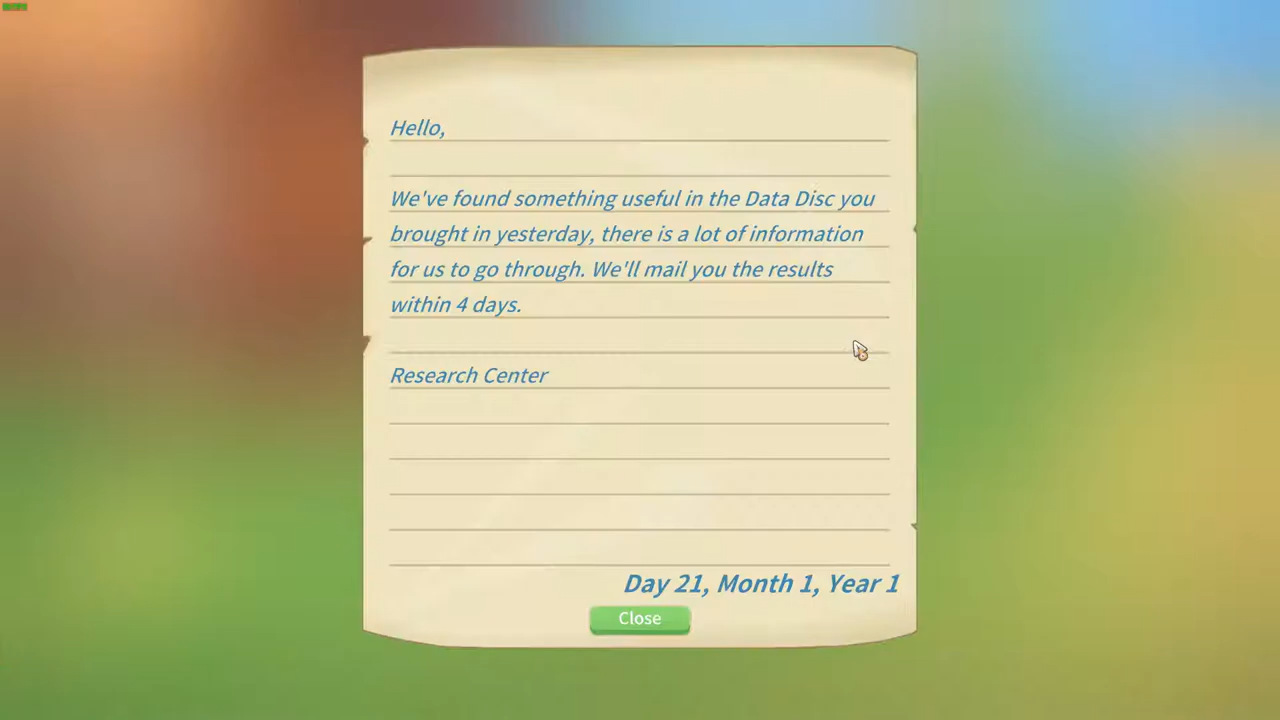 Hello,
We've found something useful in the Data Disc you
brought in yesterday, there is a lot of information
for us to go through. We'll mail you the results
within 4 days.
Research Center
Day 21, Month 1, Year 1
Close